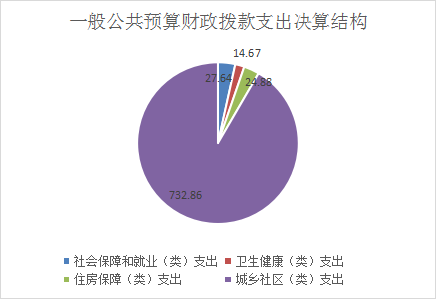 一般公共预算财政拨款支出决算结构
14.67
27.64
24.88
732.86
社会保障和就业（类）支出
卫生健康（类）支出
住房保障（类）支出
城乡社区（类）支出